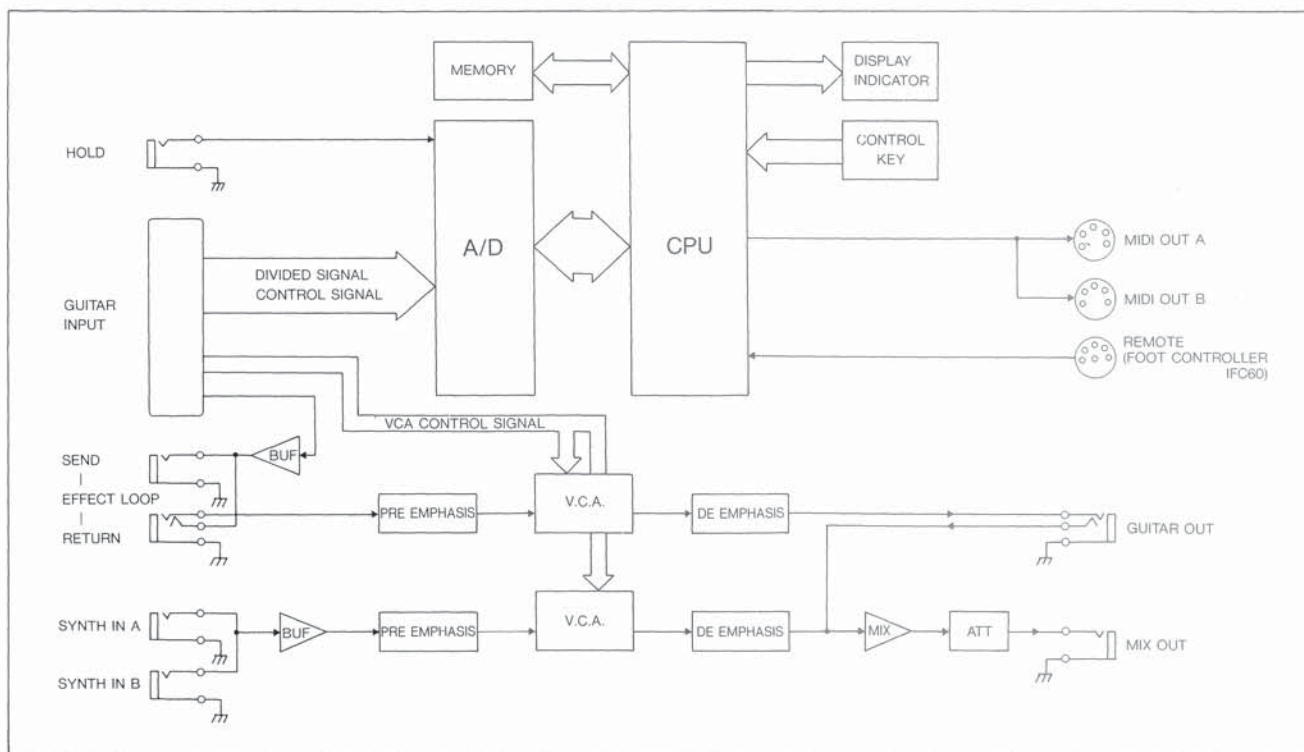 MEMORY
DISPLAY
INDICATOR
HOLD
CONTROL
KEY
A/D
CPU
DIVIDED SIGNAL
CONTROL SIGNAL
GUITAR
INPUT
MIDI OUT A
MIDI OUT B
REMOTE
(FOOT CONTROLLER
IFC60)
VCA CONTROL SIGNAL
BUF
SEND
EFFECT LOOP
RETURN
PRE EMPHASIS
V.C.A.
DE EMPHASIS
GUITAR OUT
SYNTH IN A
BUF
PRE EMPHASIS
V.C.A.
DE EMPHASIS
MIX
ATT
MIX OUT
SYNTH IN B